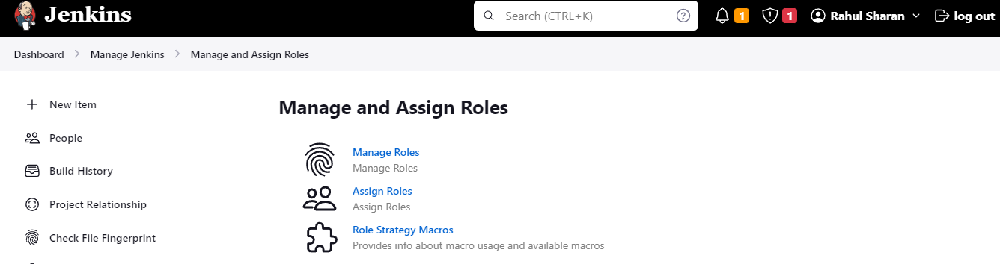 Jenkins
Search (CTRL+K)
1
1
Rahul Sharan
log out
Dashboard
Manage Jenkins
Manage and Assign Roles
New Item
People
Build History
Project Relationship
Check File Fingerprint
Manage and Assign Roles
Manage Roles
Manage Roles
Assign Roles
Assign Roles
Role Strategy Macros
Provides info about macro usage and available macros